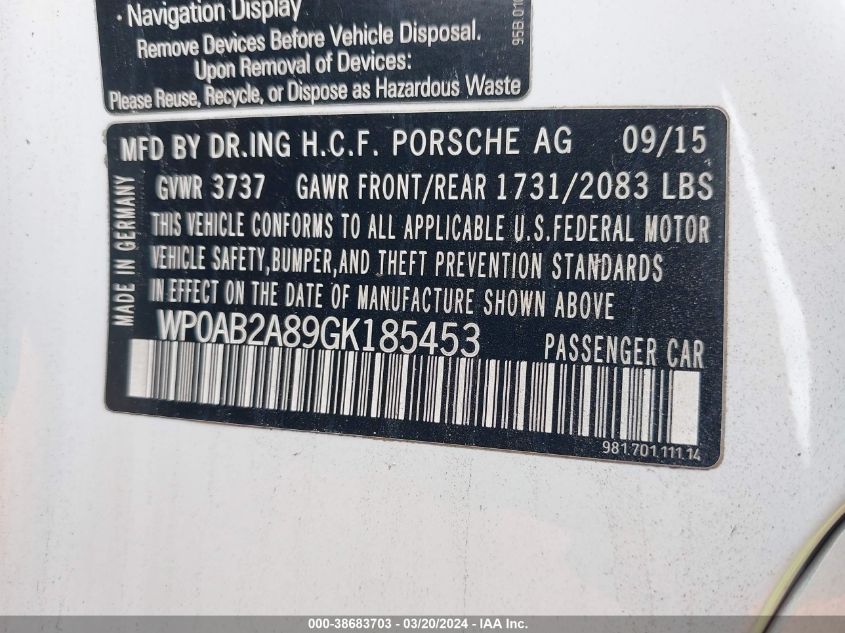 · Navigation Display
Remove Devices Before Vehicle Disposal.
Upon Removal of Devices:
Please Reuse, Recycle, or Dispose as Hazardous Waste
95B.010
MFD BY DR.ING H.C.F. PORSCHE AG 09/15
GVWR 3737 GAWR FRONT/REAR 1731/2083 LBS
THIS VEHICLE CONFORMS TO ALL APPLICABLE U.S.FEDERAL MOTOR
VEHICLE SAFETY,BUMPER,AND THEFT PREVENTION STANDARDS
IN EFFECT ON THE DATE OF MANUFACTURE SHOWN ABOVE
MADE IN GERMANY
WP0AB2A89GK185453 PASSENGER CAR
981.701.111.14
000-38683703 - 03/20/2024 - IAAI Inc.